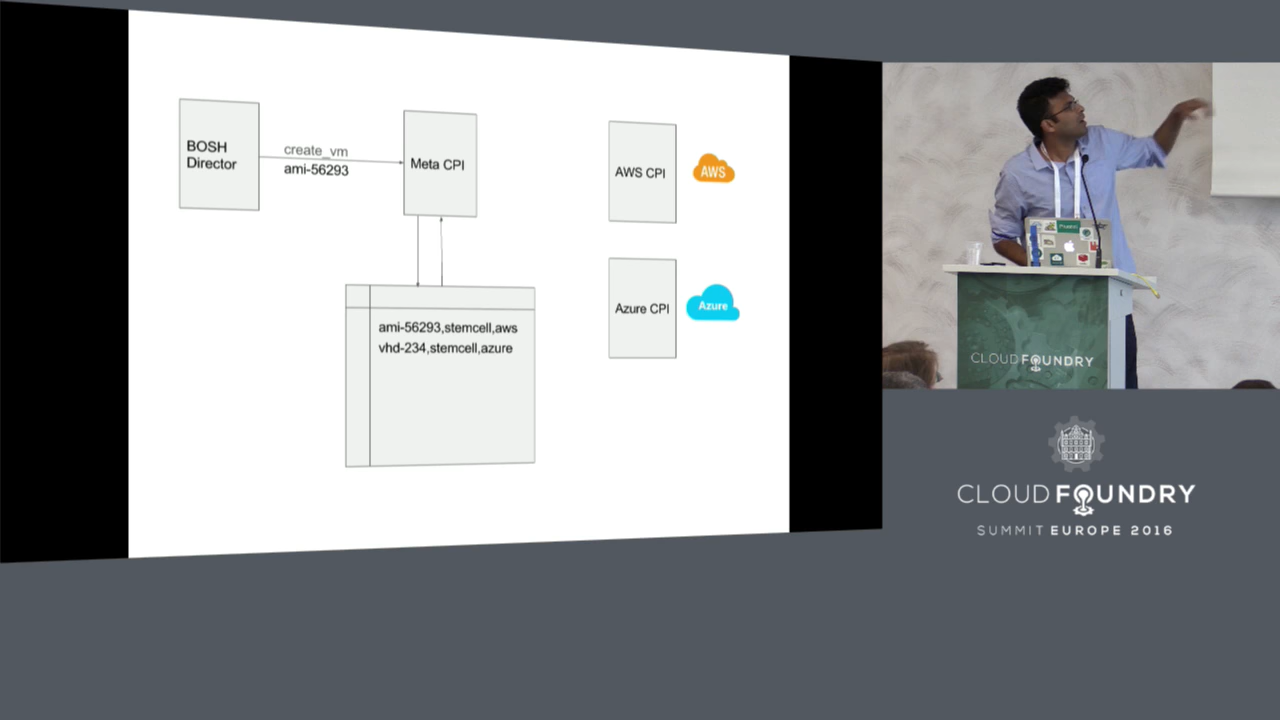 BOSH
Director
create_vm
ami-56293
Meta CPI
AWS CPI
AWS
Azure CPI
Azure
ami-56293,stemcell,aws
vhd-234,stemcell,azure
CLOUD FOUNDRY
CLOUD FOUNDRY
SUMMIT EUROPE 2016